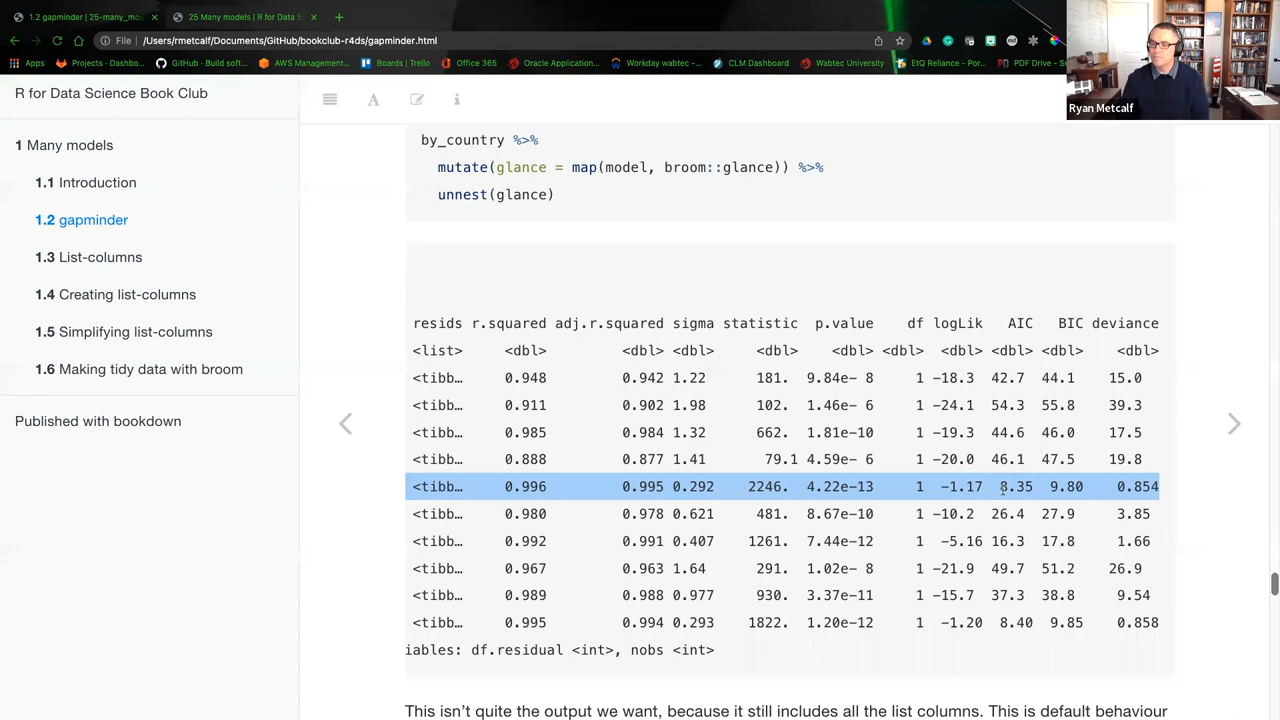 1.2 gapminder | 25-many_mod
25 Many models | R for Data S
File | /Users/rmetcalf/Documents/GitHub/bookclub-r4ds/gapminder.html
Apps Projects - Dashbo... GitHub · Build soft... AWS Management... Boards | Trello Office 365 Oracle Application... Workday wabtec -... CLM Dashboard Wabtec University EtQ Reliance - Por... PDF Drive - Se
Ryan Metcalf
R for Data Science Book Club
1 Many models
1.1 Introduction
1.2 gapminder
1.3 List-columns
1.4 Creating list-columns
1.5 Simplifying list-columns
1.6 Making tidy data with broom
Published with bookdown
by_country %>%
mutate(glance = map(model, broom::glance)) %>%
unnest(glance)
resids r.squared adj.r.squared sigma statistic p.value df logLik AIC BIC deviance
<list> <dbl> <dbl> <dbl> <dbl> <dbl> <dbl> <dbl> <dbl> <dbl> <dbl>
<tibb… 0.948 0.942 1.22 181. 9.84e- 8 1 -18.3 42.7 44.1 15.0
<tibb… 0.911 0.902 1.98 102. 1.46e- 6 1 -24.1 54.3 55.8 39.3
<tibb… 0.985 0.984 1.32 662. 1.81e-10 1 -19.3 44.6 46.0 17.5
<tibb… 0.888 0.877 1.41 79.1 4.59e- 6 1 -20.0 46.1 47.5 19.8
<tibb… 0.996 0.995 0.292 2246. 4.22e-13 1 -1.17 8.35 9.80 0.854
<tibb… 0.980 0.978 0.621 481. 8.67e-10 1 -10.2 26.4 27.9 3.85
<tibb… 0.992 0.991 0.407 1261. 7.44e-12 1 -5.16 16.3 17.8 1.66
<tibb… 0.967 0.963 1.64 291. 1.02e- 8 1 -21.9 49.7 51.2 26.9
<tibb… 0.989 0.988 0.977 930. 3.37e-11 1 -15.7 37.3 38.8 9.54
<tibb… 0.995 0.994 0.293 1822. 1.20e-12 1 -1.20 8.40 9.85 0.858
iables: df.residual <int>, nobs <int>
This isn't quite the output we want, because it still includes all the list columns. This is default behaviour